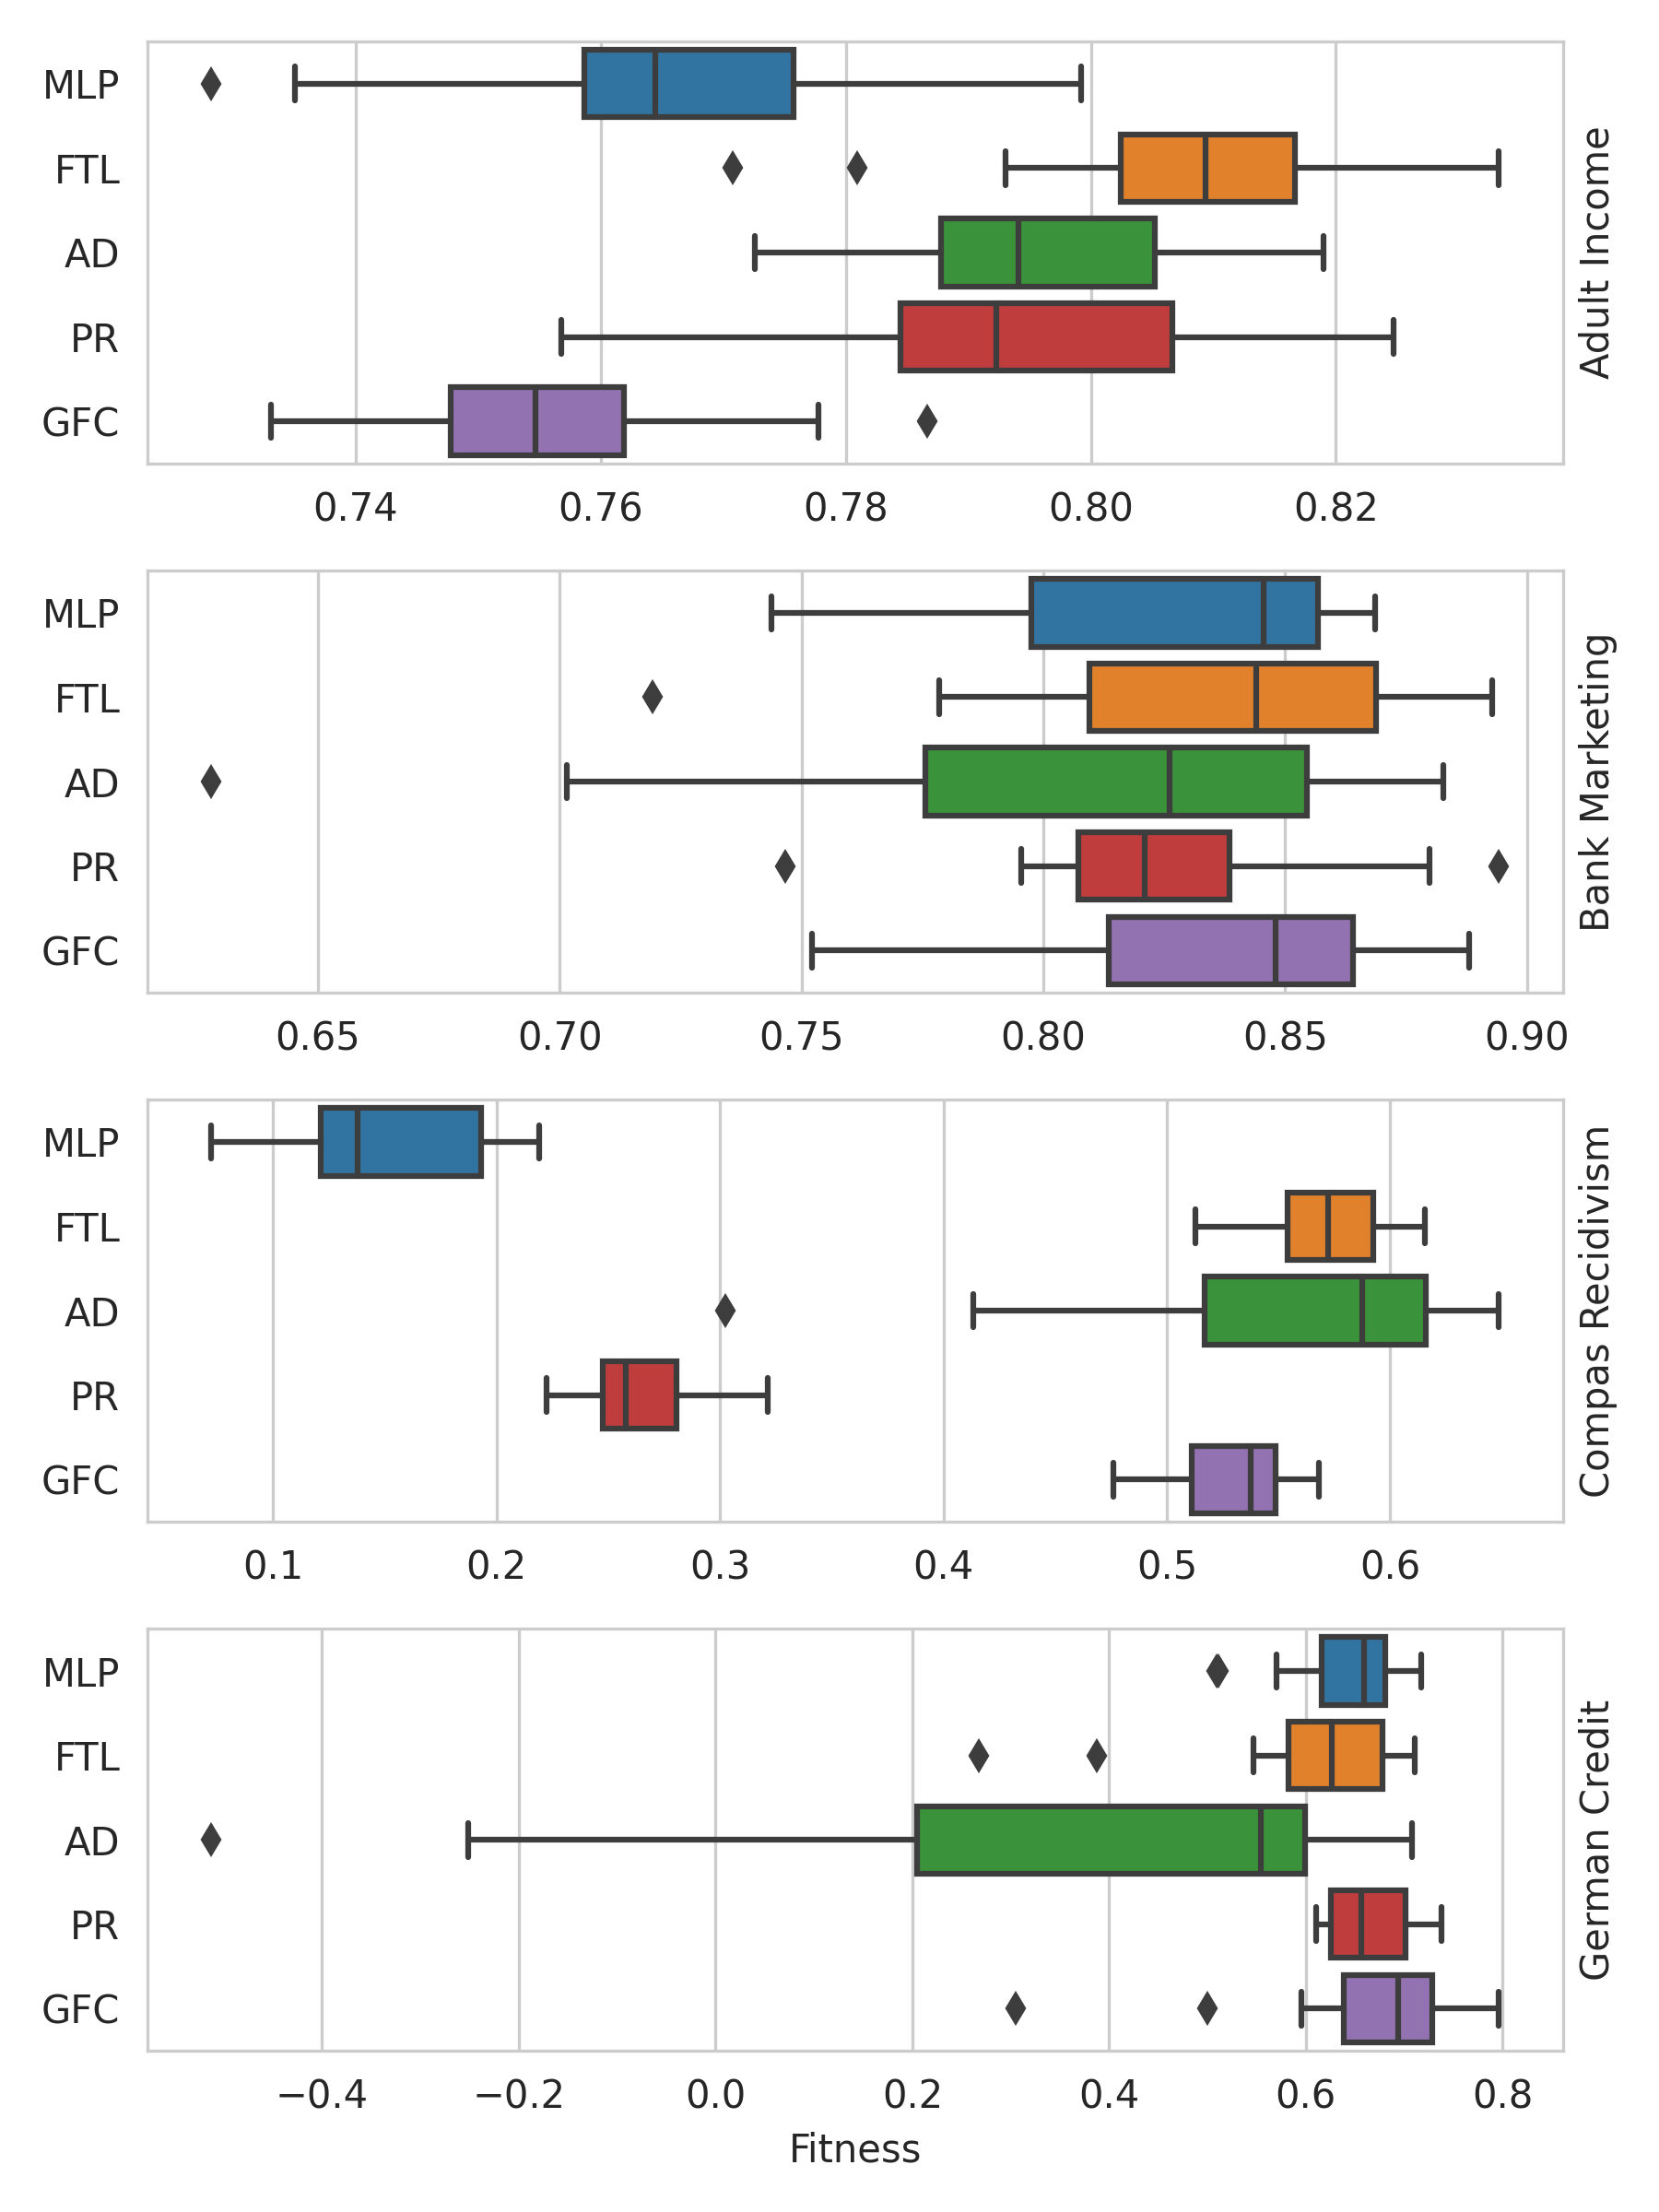 MLP
FTL
AD
PR
GFC
0.74 0.76 0.78 0.80 0.82
Adult Income
MLP
FTL
AD
PR
GFC
0.65 0.70 0.75 0.80 0.85 0.90
Bank Marketing
MLP
FTL
AD
PR
GFC
0.1 0.2 0.3 0.4 0.5 0.6
Compas Recidivism
MLP
FTL
AD
PR
GFC
−0.4 −0.2 0.0 0.2 0.4 0.6 0.8
German Credit
Fitness